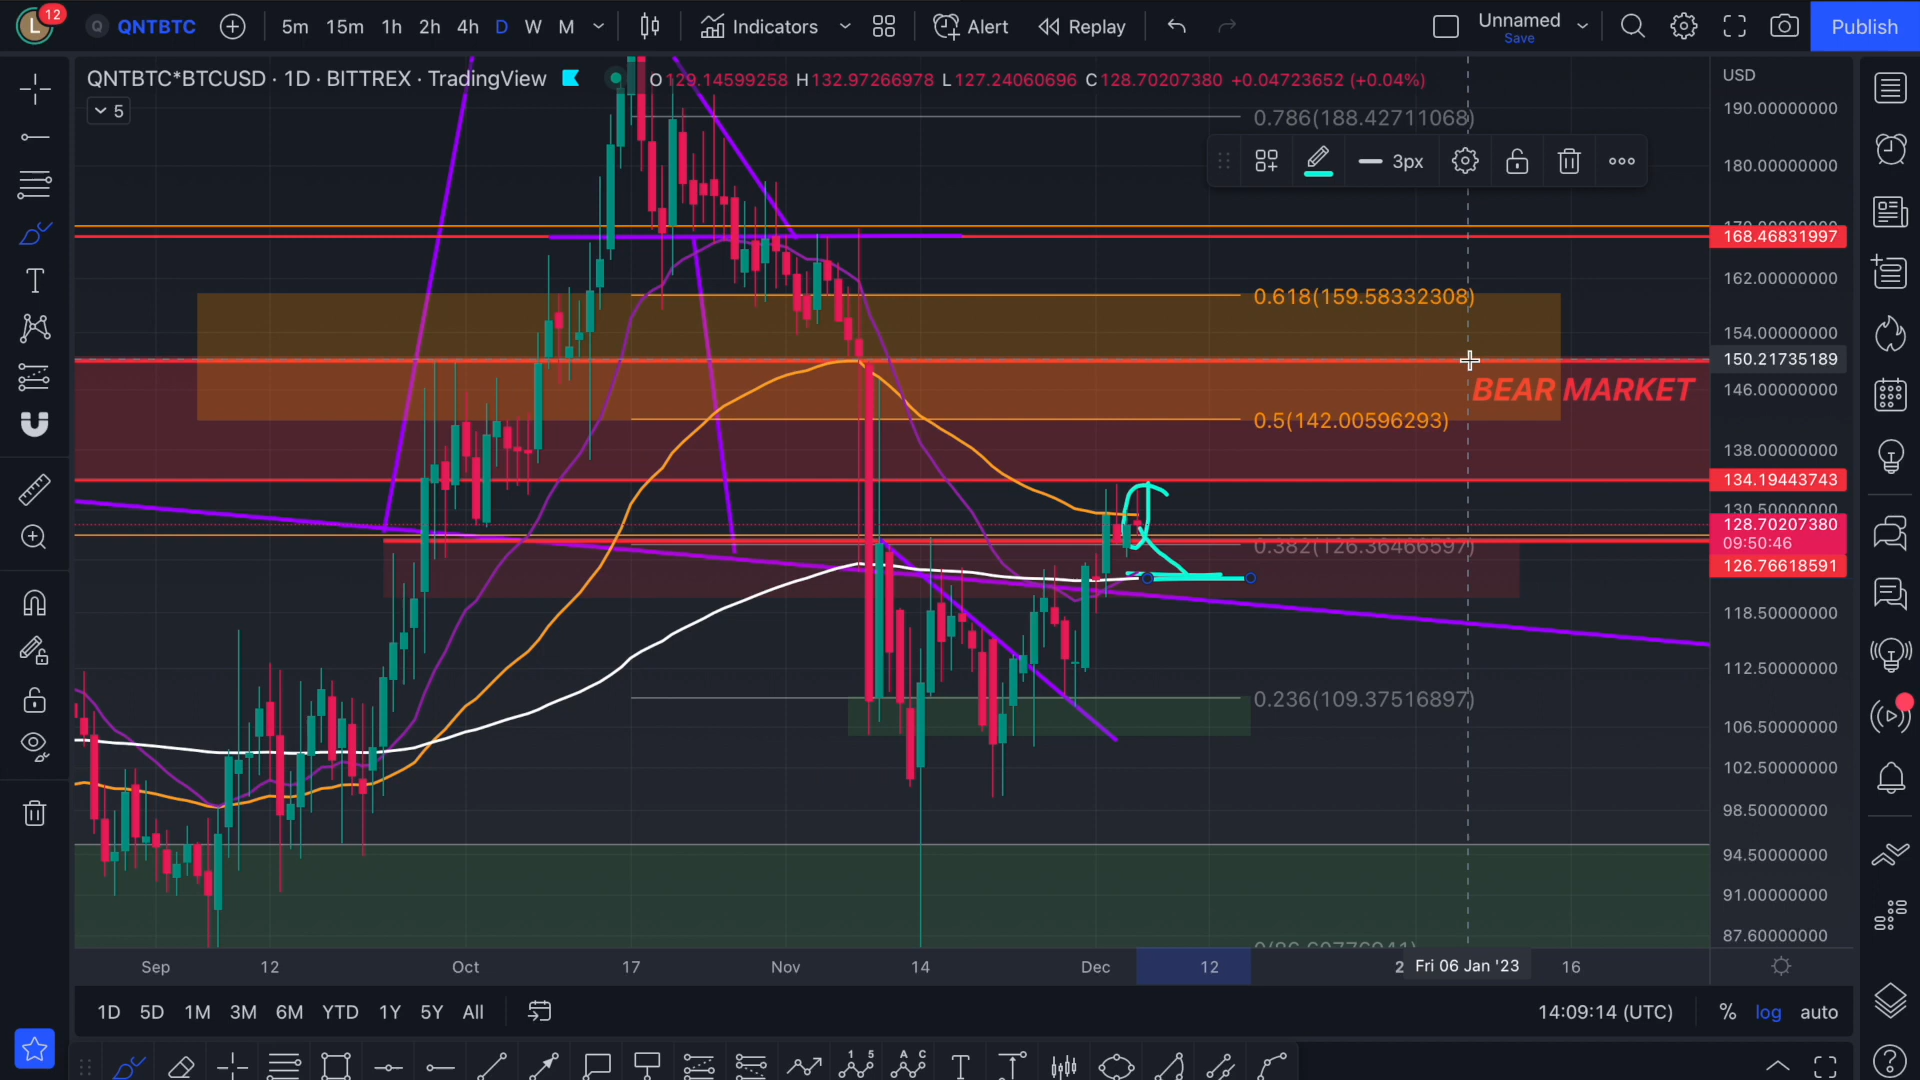 L
12
Q QNTBTC
5m 15m 1h 2h 4h D W M
Indicators
Alert
Replay
Unnamed
Save
Publish
QNTBTC*BTCUSD · 1D · BITTREX · TradingView
O129.14599258 H132.97266978 L127.24060696 C128.70207380 +0.04723652 (+0.04%)
5
USD
0.786(188.42711068)
190.00000000
3px
180.00000000
168.46831997
162.00000000
0.618(159.58332308)
154.00000000
150.21735189
BEAR MARKET
146.00000000
0.5(142.00596293)
138.00000000
134.19443743
130.50000000
128.70207380
09:50:46
0.382(126.36466597)
126.76618591
118.50000000
112.50000000
0.236(109.37516897)
106.50000000
102.50000000
98.50000000
94.50000000
91.00000000
87.60000000
Sep 12 Oct 17 Nov 14 Dec 12 2 Fri 06 Jan '23 16
1D 5D 1M 3M 6M YTD 1Y 5Y All
14:09:14 (UTC) % log auto